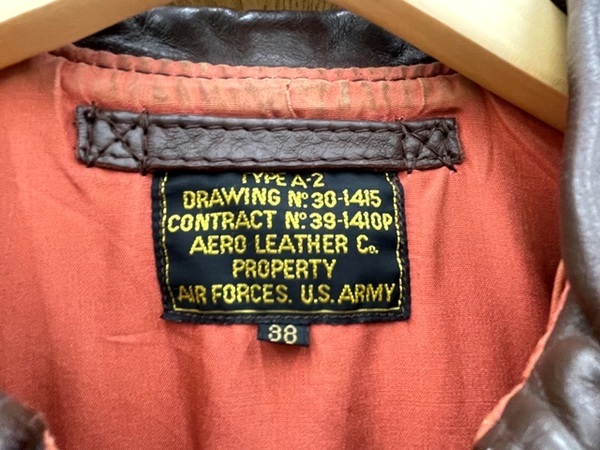 TYPE A-2
DRAWING Nº 30-1415
CONTRACT Nº 39-1410P
AERO LEATHER Co.
PROPERTY
AIR FORCES. U.S. ARMY
38